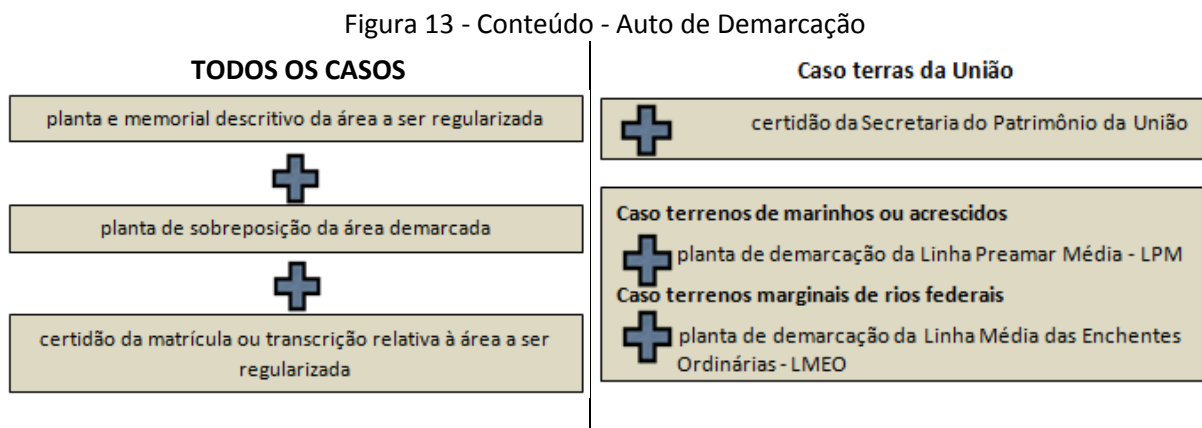 Figura 13 - Conteúdo - Auto de Demarcação
TODOS OS CASOS
planta e memorial descritivo da área a ser regularizada
planta de sobreposição da área demarcada
certidão da matrícula ou transcrição relativa à área a ser
regularizada
Caso terras da União
certidão da Secretaria do Patrimônio da União
Caso terrenos de marinhos ou acrescidos
planta de demarcação da Linha Preamar Média - LPM
Caso terrenos marginais de rios federais
planta de demarcação da Linha Média das Enchentes
Ordinárias - LMEO